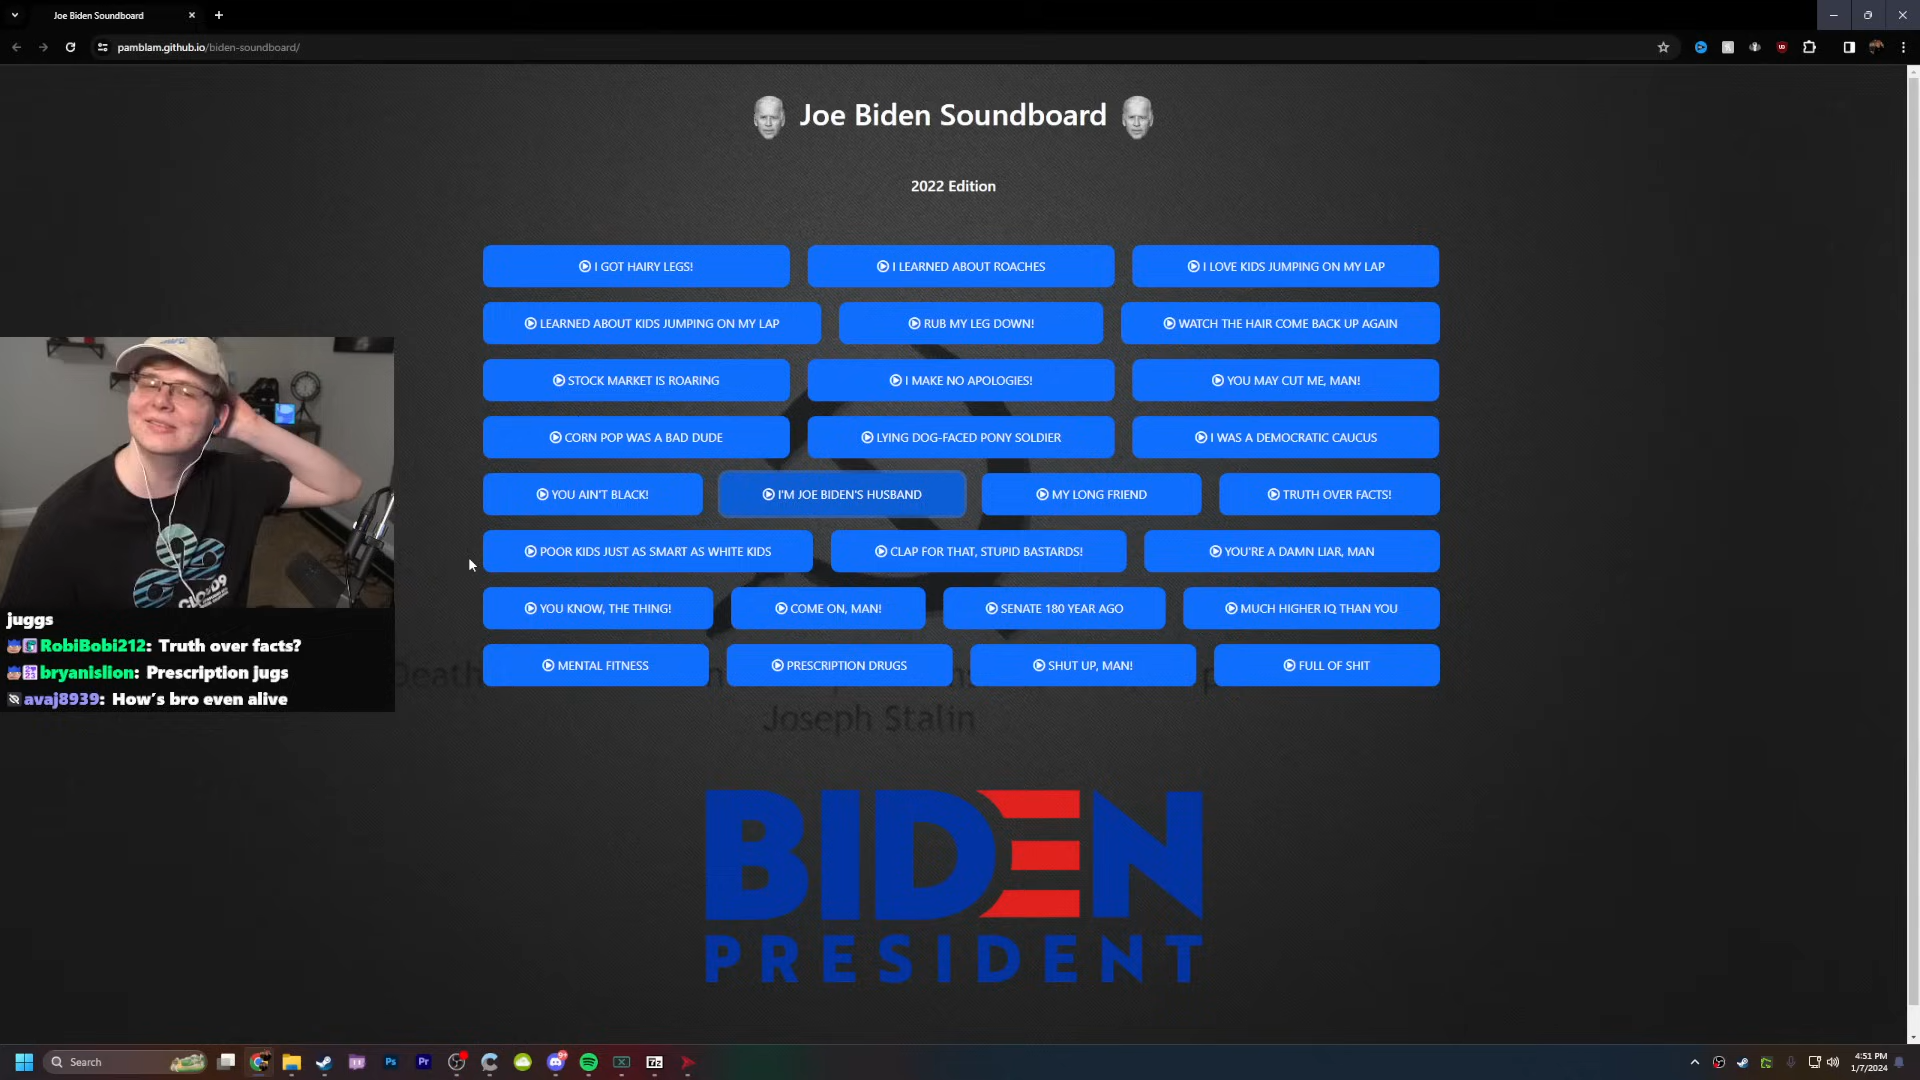 Joe Biden Soundboard
pamblam.github.io/biden-soundboard/
Joe Biden Soundboard
2022 Edition
I GOT HAIRY LEGS!
I LEARNED ABOUT ROACHES
I LOVE KIDS JUMPING ON MY LAP
LEARNED ABOUT KIDS JUMPING ON MY LAP
RUB MY LEG DOWN!
WATCH THE HAIR COME BACK UP AGAIN
STOCK MARKET IS ROARING
I MAKE NO APOLOGIES!
YOU MAY CUT ME, MAN!
CORN POP WAS A BAD DUDE
LYING DOG-FACED PONY SOLDIER
I WAS A DEMOCRATIC CAUCUS
YOU AIN'T BLACK!
I'M JOE BIDEN'S HUSBAND
MY LONG FRIEND
TRUTH OVER FACTS!
POOR KIDS JUST AS SMART AS WHITE KIDS
CLAP FOR THAT, STUPID BASTARDS!
YOU'RE A DAMN LIAR, MAN
YOU KNOW, THE THING!
COME ON, MAN!
SENATE 180 YEAR AGO
MUCH HIGHER IQ THAN YOU
MENTAL FITNESS
PRESCRIPTION DRUGS
SHUT UP, MAN!
FULL OF SHIT
Death
Joseph Stalin
juggs
RobiBobi212: Truth over facts?
bryanislion: Prescription jugs
avaj8939: How's bro even alive
BIDEN
PRESIDENT
Search
Ps
Pr
4:51 PM
1/7/2024